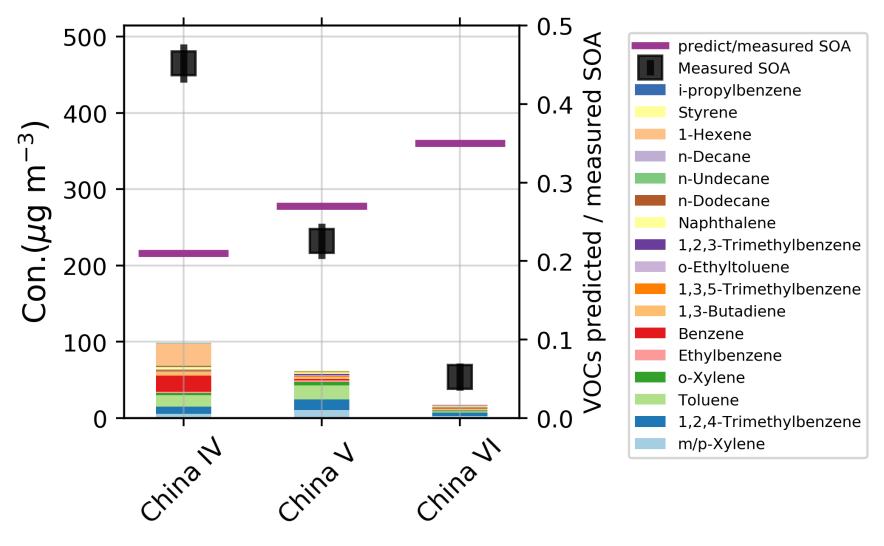 Con.(μg m⁻³)
500
400
300
200
100
0
China IV
China V
China VI
0.5
0.4
0.3
0.2
0.1
0.0
VOCs predicted / measured SOA
predict/measured SOA
Measured SOA
i-propylbenzene
Styrene
1-Hexene
n-Decane
n-Undecane
n-Dodecane
Naphthalene
1,2,3-Trimethylbenzene
o-Ethyltoluene
1,3,5-Trimethylbenzene
1,3-Butadiene
Benzene
Ethylbenzene
o-Xylene
Toluene
1,2,4-Trimethylbenzene
m/p-Xylene